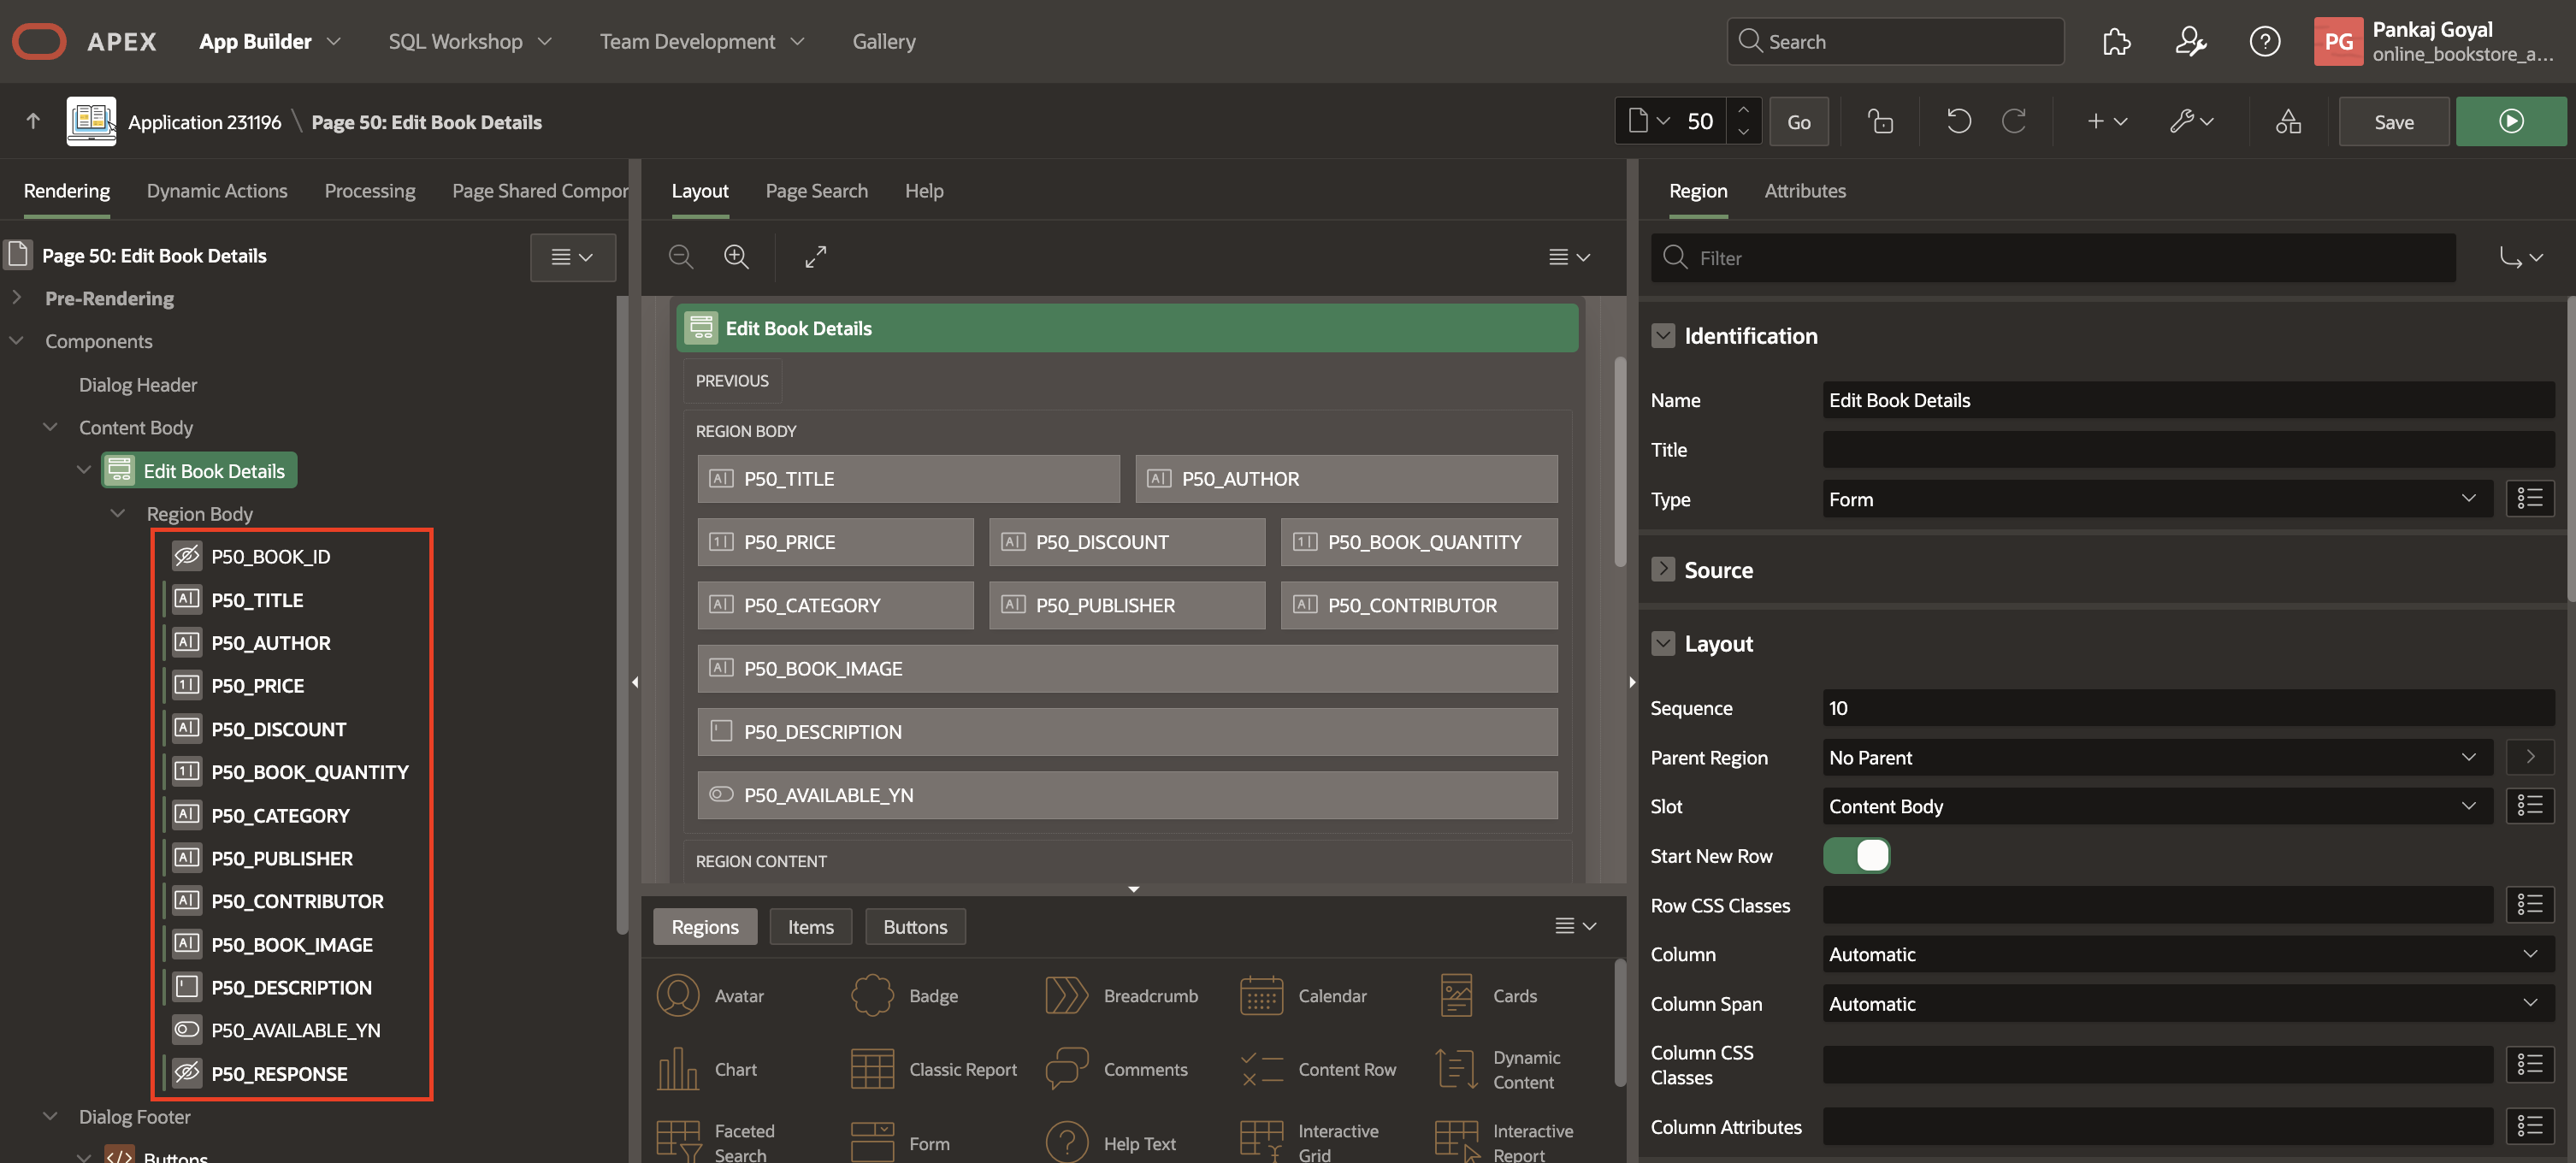 APEX App Builder SQL Workshop Team Development Gallery Search PG Pankaj Goyal
online_bookstore_a...
Application 231196 \ Page 50: Edit Book Details 50 Go Save
Rendering Dynamic Actions Processing Page Shared Compor
Layout Page Search Help
Region Attributes
Page 50: Edit Book Details
Pre-Rendering
Components
Dialog Header
Content Body
Edit Book Details
Region Body
P50_BOOK_ID
P50_TITLE
P50_AUTHOR
P50_PRICE
P50_DISCOUNT
P50_BOOK_QUANTITY
P50_CATEGORY
P50_PUBLISHER
P50_CONTRIBUTOR
P50_BOOK_IMAGE
P50_DESCRIPTION
P50_AVAILABLE_YN
P50_RESPONSE
Dialog Footer
Buttons
Edit Book Details
PREVIOUS
REGION BODY
P50_TITLE P50_AUTHOR
P50_PRICE P50_DISCOUNT P50_BOOK_QUANTITY
P50_CATEGORY P50_PUBLISHER P50_CONTRIBUTOR
P50_BOOK_IMAGE
P50_DESCRIPTION
P50_AVAILABLE_YN
REGION CONTENT
Regions Items Buttons
Avatar Badge Breadcrumb Calendar Cards
Chart Classic Report Comments Content Row Dynamic
Content
Faceted
Search Form Help Text Interactive
Grid Interactive
Report
Filter
Identification
Name Edit Book Details
Title
Type Form
Source
Layout
Sequence 10
Parent Region No Parent
Slot Content Body
Start New Row
Row CSS Classes
Column Automatic
Column Span Automatic
Column CSS
Classes
Column Attributes